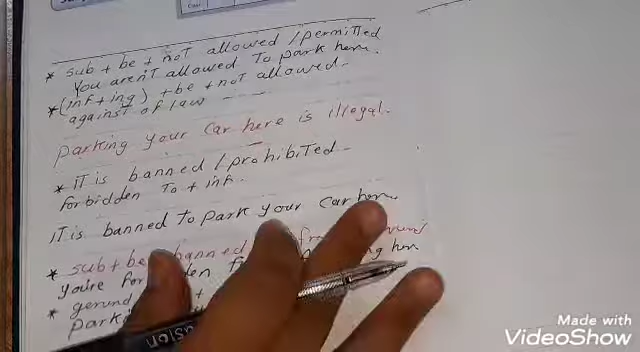 * sub + be + not allowed / permitted
You aren't allowed To park here.
* (inf + ing) + be + not allowed -
against of law
parking your car here is illegal.
* iT is banned / prohibited -
forbidden To + inf.
iT is banned to park your car here.
* sub + be banned
you're
* gerund +
Made with
VideoShow